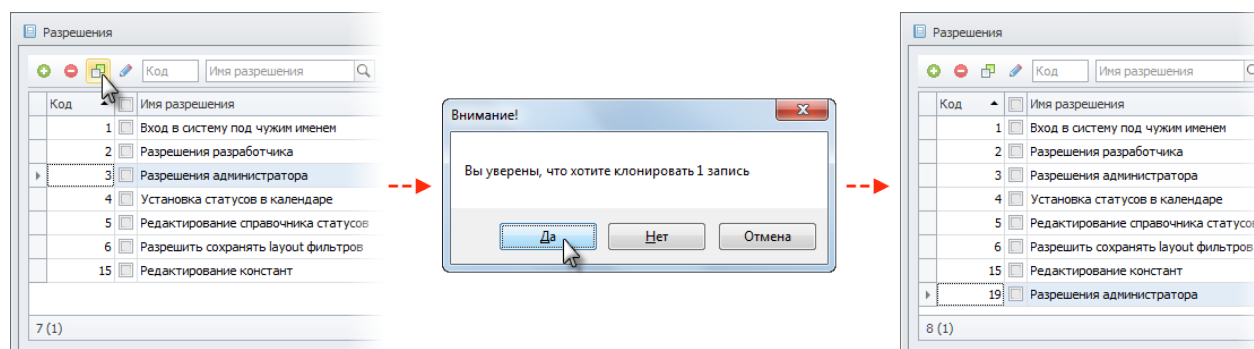 Разрешения
Код Имя разрешения
Код Имя разрешения
1 Вход в систему под чужим именем
2 Разрешения разработчика
3 Разрешения администратора
4 Установка статусов в календаре
5 Редактирование справочника статусов
6 Разрешить сохранять layout фильтров
15 Редактирование констант
7 (1)
Внимание!
Вы уверены, что хотите клонировать 1 запись
Да Нет Отмена
Разрешения
Код Имя разрешения
Код Имя разрешения
1 Вход в систему под чужим именем
2 Разрешения разработчика
3 Разрешения администратора
4 Установка статусов в календаре
5 Редактирование справочника статусов
6 Разрешить сохранять layout фильтров
15 Редактирование констант
19 Разрешения администратора
8 (1)